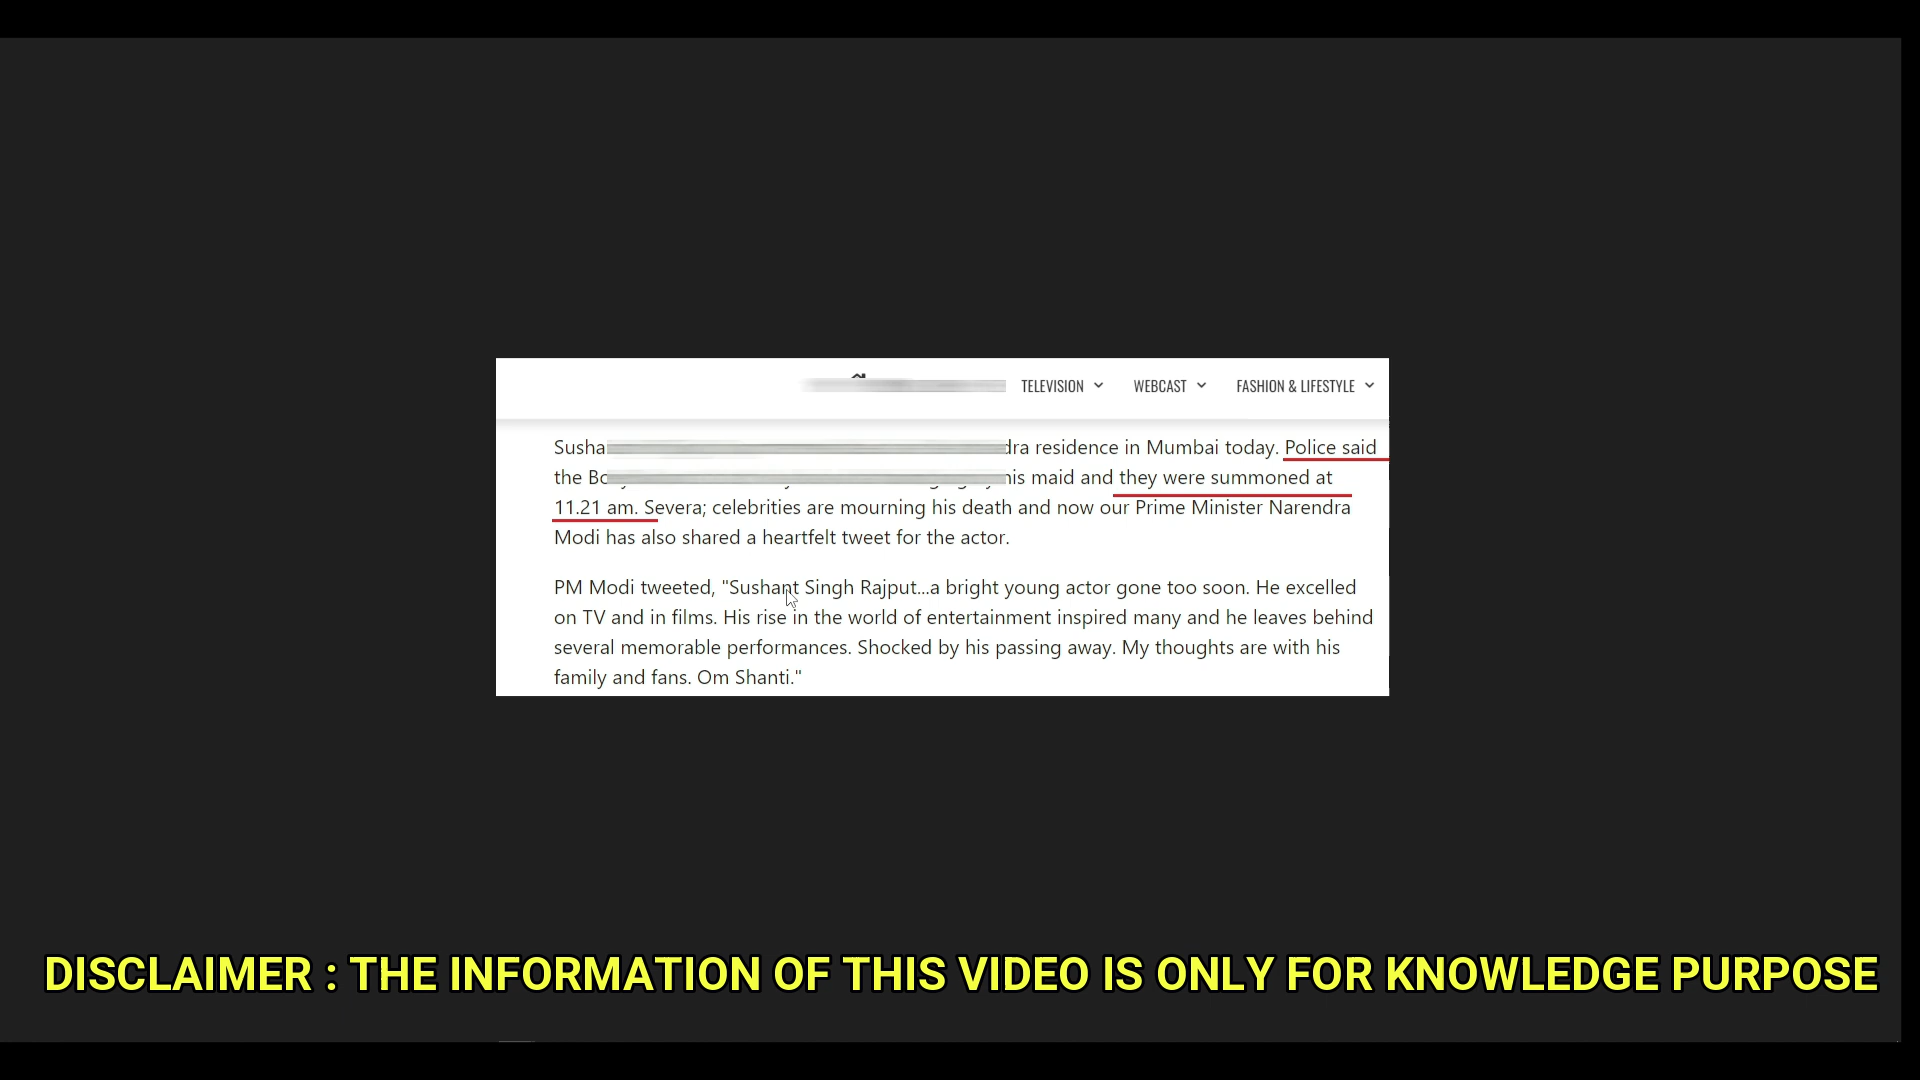 TELEVISION WEBCAST FASHION & LIFESTYLE
Susha dra residence in Mumbai today. Police said
the Bo his maid and they were summoned at
11.21 am. Severa; celebrities are mourning his death and now our Prime Minister Narendra
Modi has also shared a heartfelt tweet for the actor.
PM Modi tweeted, "Sushant Singh Rajput...a bright young actor gone too soon. He excelled
on TV and in films. His rise in the world of entertainment inspired many and he leaves behind
several memorable performances. Shocked by his passing away. My thoughts are with his
family and fans. Om Shanti."
DISCLAIMER : THE INFORMATION OF THIS VIDEO IS ONLY FOR KNOWLEDGE PURPOSE